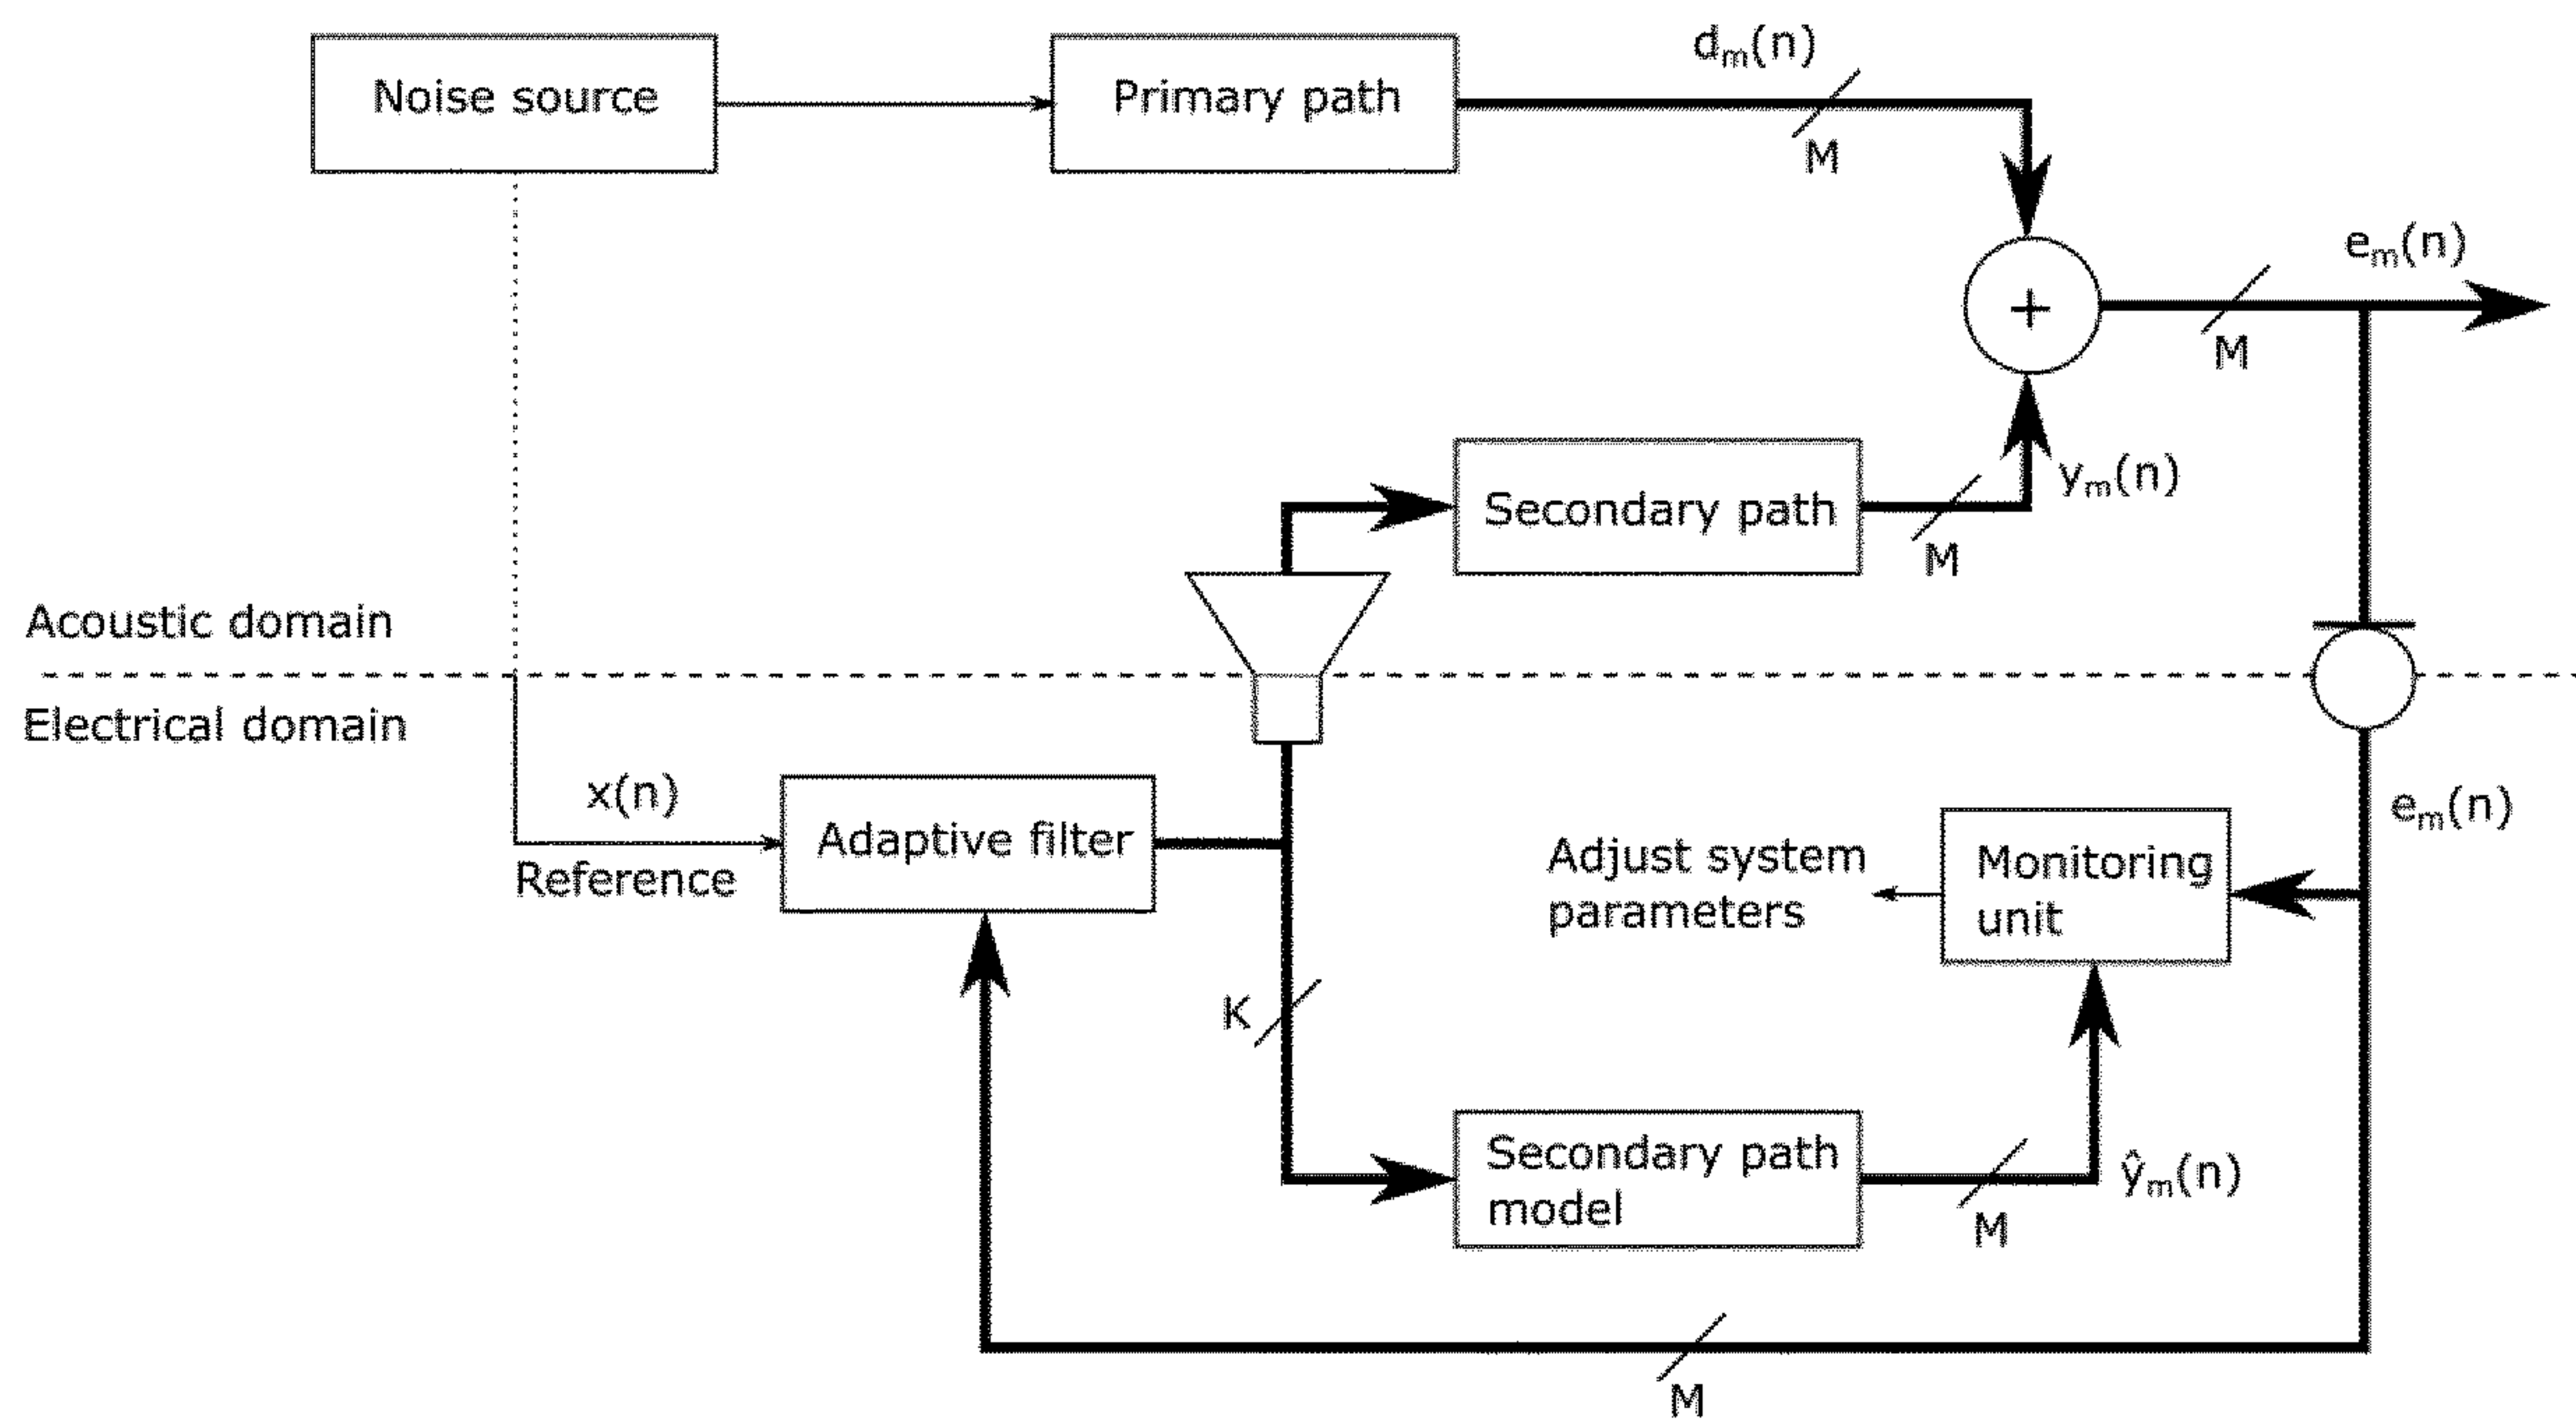 dₘ(n)
Noise source
Primary path
M
eₘ(n)
M
yₘ(n)
Secondary path
M
Acoustic domain
Electrical domain
x(n)
Reference
Adaptive filter
eₘ(n)
Adjust system
parameters
Monitoring
unit
K
Secondary path
model
ŷₘ(n)
M
M
+